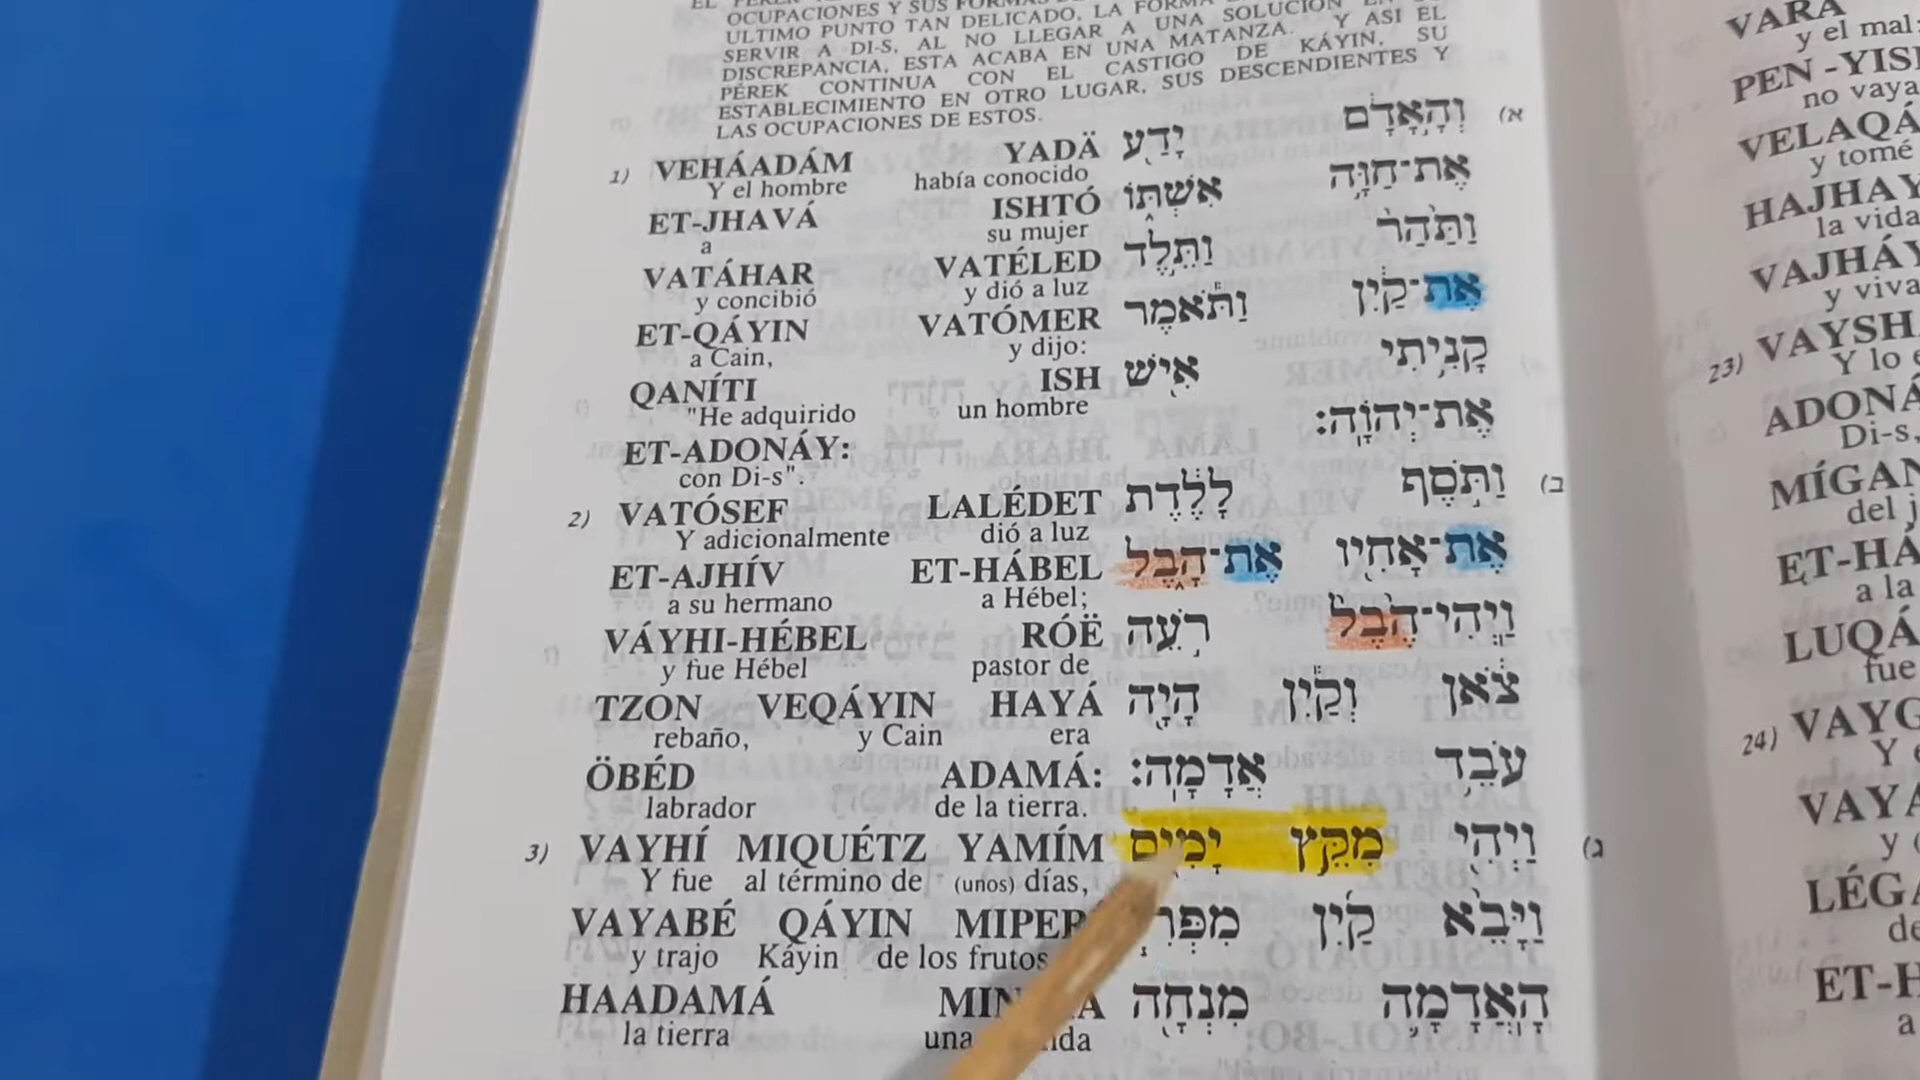 OCUPACIONES Y SUS
ULTIMO PUNTO TAN DELICADO, LA FORMA
SERVIR A DI-S, AL NO LLEGAR A UNA SOLUCIÓN
DISCREPANCIA, ESTA ACABA EN UNA MATANZA. Y ASI EL
PÉREK CONTINUA CON EL CASTIGO DE KÁYIN, SU
ESTABLECIMIENTO EN OTRO LUGAR, SUS DESCENDIENTES Y
LAS OCUPACIONES DE ESTOS.
1) VEHÁADÁM YADÄ יָדַ֖ע וְהָ֣אָדָ֔ם א)
Y el hombre había conocido
ET-JHAVÁ ISHTÓ אִשְׁתּ֑וֹ אֶת־חַוָּ֣ה
a su mujer
VATÁHAR VATÉLED וַתֵּ֣לֶד וַתַּ֙הַר֙
y concibió y dió a luz
ET-QÁYIN VATÓMER וַתֹּ֕אמֶר אֶת־קַ֔יִן
a Cain, y dijo:
QANÍTI ISH אִ֖ישׁ קָנִ֥יתִי
"He adquirido un hombre
ET-ADONÁY: אֶת־יְהוָֹֽה:
con Di-s".
2) VATÓSEF LALÉDET לָלֶ֔דֶת וַתֹּ֣סֶף ב)
Y adicionalmente dió a luz
ET-AJHÍV ET-HÁBEL אֶת־הָ֑בֶל אֶת־אָחִ֖יו
a su hermano a Hébel;
VÁYHI-HÉBEL RÓË רֹ֣עֵה וַֽיְהִי־הֶ֙בֶל֙
y fue Hébel pastor de
TZON VEQÁYIN HAYÁ הָיָ֖ה וְקַ֕יִן צֹ֔אן
rebaño, y Cain era
ÖBÉD ADAMÁ: אֲדָמָֽה: עֹבֵ֥ד
labrador de la tierra.
3) VAYHÍ MIQUÉTZ YAMÍM יָמִ֑ים מִקֵּ֣ץ וַֽיְהִ֖י ג)
Y fue al término de (unos) días,
VAYABÉ QÁYIN קַ֜יִן וַיָּבֵ֨א
y trajo Káyin de los frutos
HAADAMÁ מִנְחָ֖ה הָֽאֲדָמָ֛ה
la tierra una
VARÁ
y el mal
PEN-YISH
no vaya
VELAQÁ
y tomé
HAJHAY
la vida
VAJHÁY
y viva
23) VAYSH
Y lo
ADONÁ
Di-s,
MÍGAN
del
ET-HÁ
a la
LUQÁ
fue
24) VAYG
Y
VAYA
y
LÉGA
de
ET-H
a